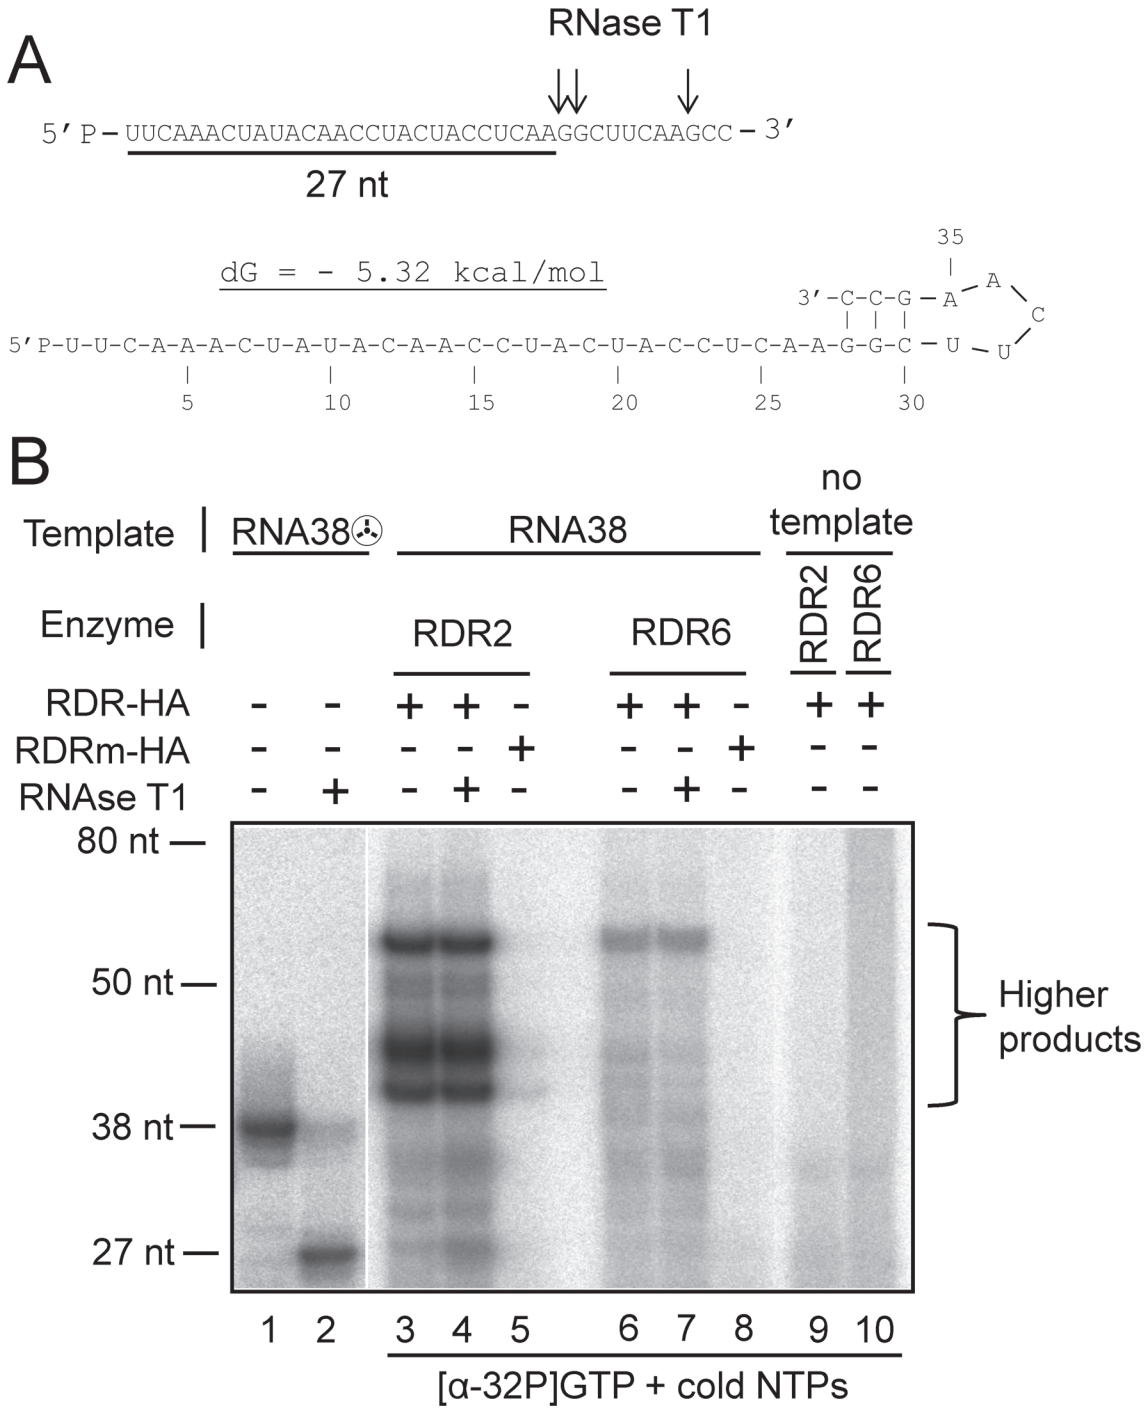 A
RNase T1
5′ P–UUCAAACUAUACAACCUACUACCUCAAGGCUUCAAGCC – 3′
27 nt
dG = - 5.32 kcal/mol
35
3′-C-C-G-A A C
5′P-U-U-C-A-A-A-C-U-A-U-A-C-A-A-C-C-U-A-C-U-A-C-C-U-C-A-A-G-G-C-U U
5 10 15 20 25 30
B
Template | RNA38 RNA38 no template
Enzyme | RDR2 RDR6 RDR2 RDR6
RDR-HA - - + + - + + - + +
RDRm-HA - - - - + - - + - -
RNAse T1 - + - + - - + - - -
80 nt
50 nt
38 nt
27 nt
Higher
products
1 2 3 4 5 6 7 8 9 10
[α-32P]GTP + cold NTPs